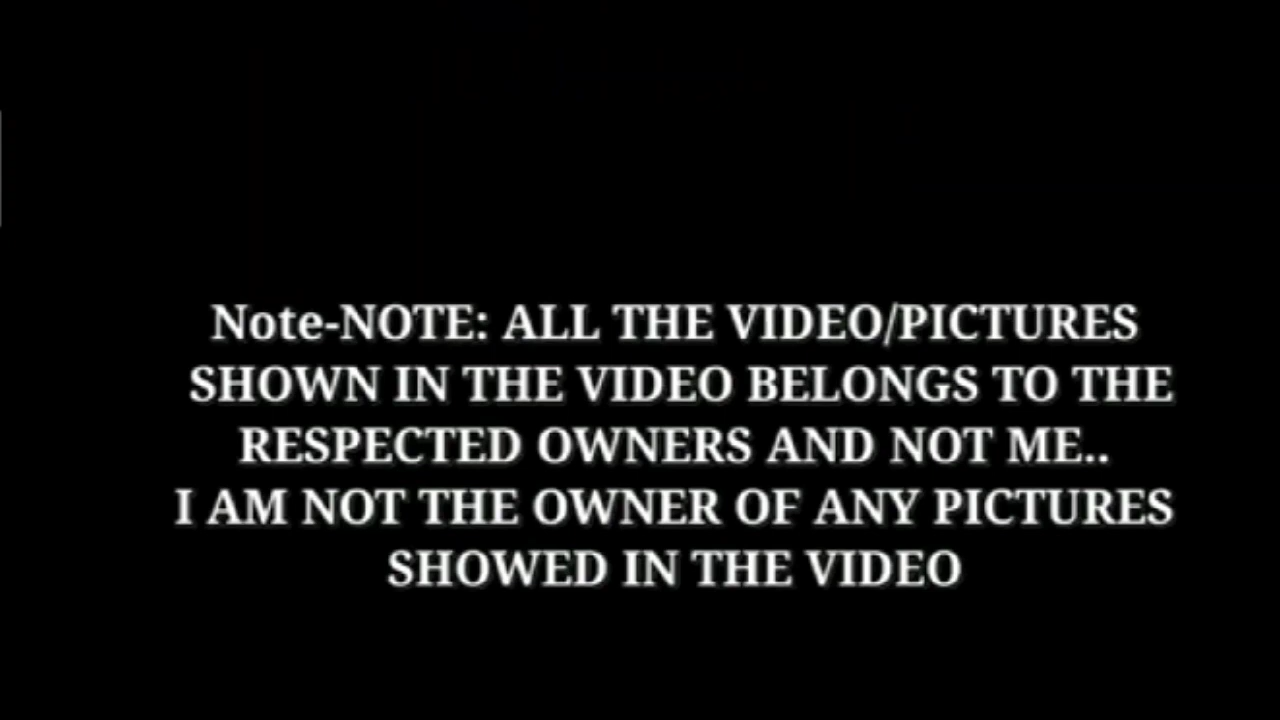 Note-NOTE: ALL THE VIDEO/PICTURES
SHOWN IN THE VIDEO BELONGS TO THE
RESPECTED OWNERS AND NOT ME..
I AM NOT THE OWNER OF ANY PICTURES
SHOWED IN THE VIDEO